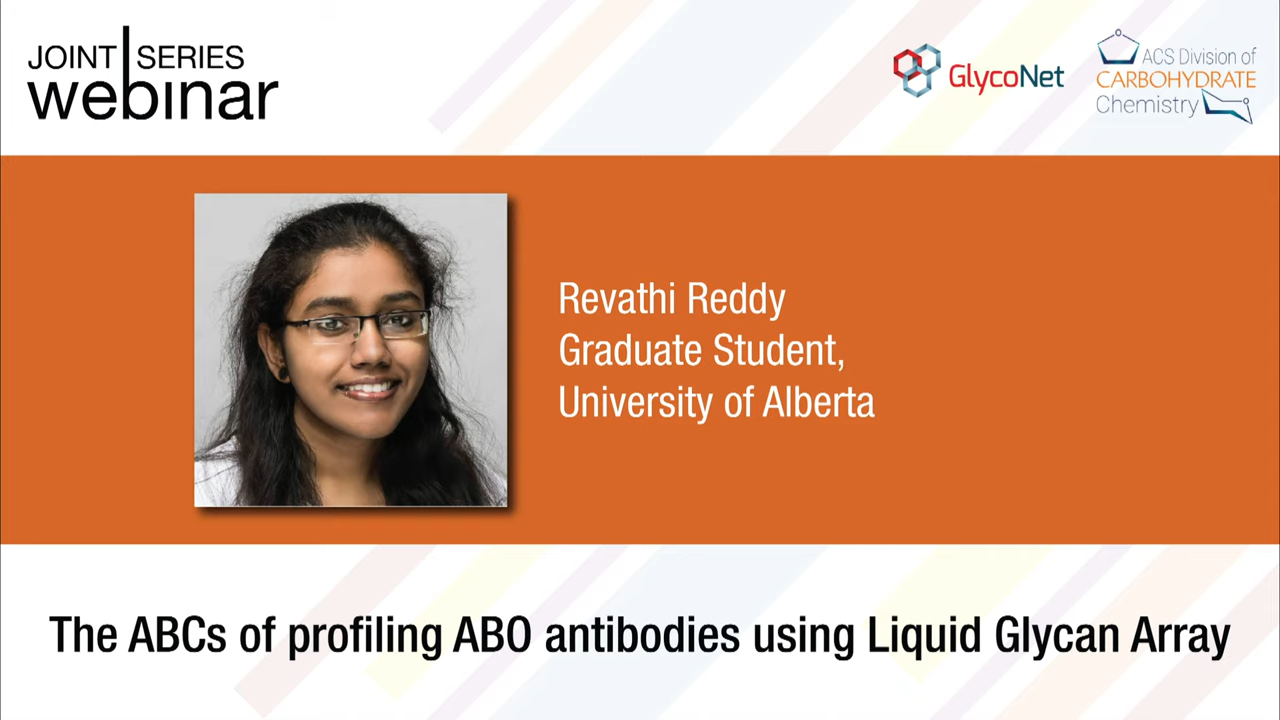 JOINT SERIES
webinar
GlycoNet
ACS Division of
CARBOHYDRATE
Chemistry
Revathi Reddy
Graduate Student,
University of Alberta
The ABCs of profiling ABO antibodies using Liquid Glycan Array